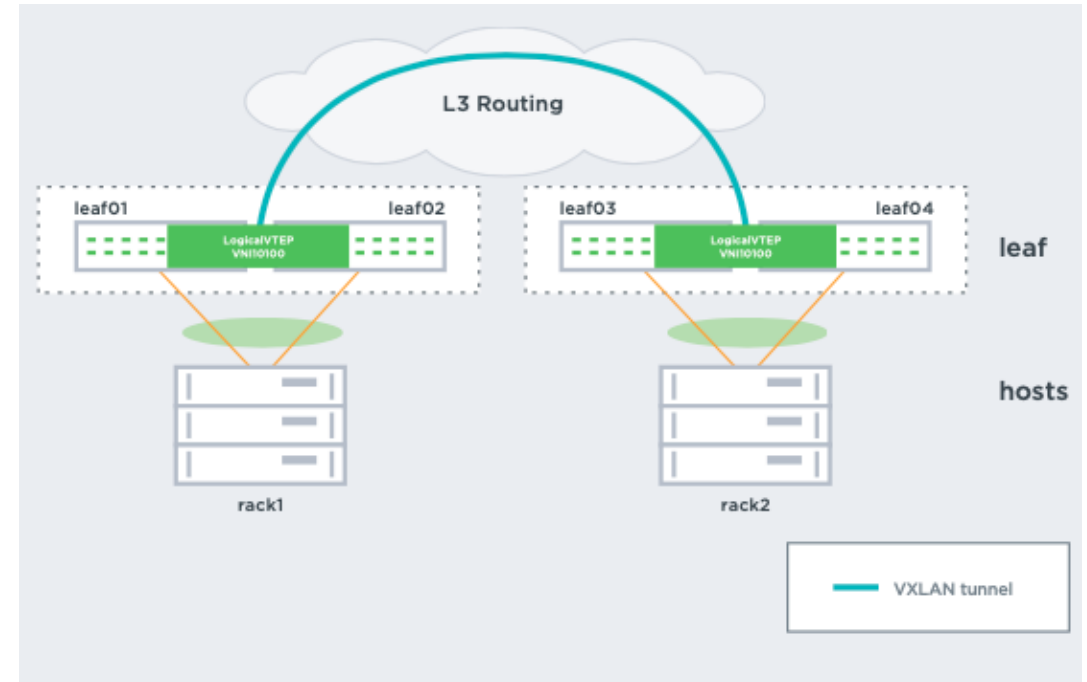 L3 Routing
leaf01
leaf02
leaf03
leaf04
LogicalVTEP
VNI10100
LogicalVTEP
VNI10100
leaf
hosts
rack1
rack2
VXLAN tunnel